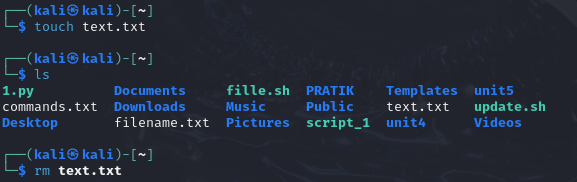 ┌──(kali㉿kali)-[~]
└─$ touch text.txt
┌──(kali㉿kali)-[~]
└─$ ls
1.py Documents fille.sh PRATIK Templates unit5
commands.txt Downloads Music Public text.txt update.sh
Desktop filename.txt Pictures script_1 unit4 Videos
┌──(kali㉿kali)-[~]
└─$ rm text.txt